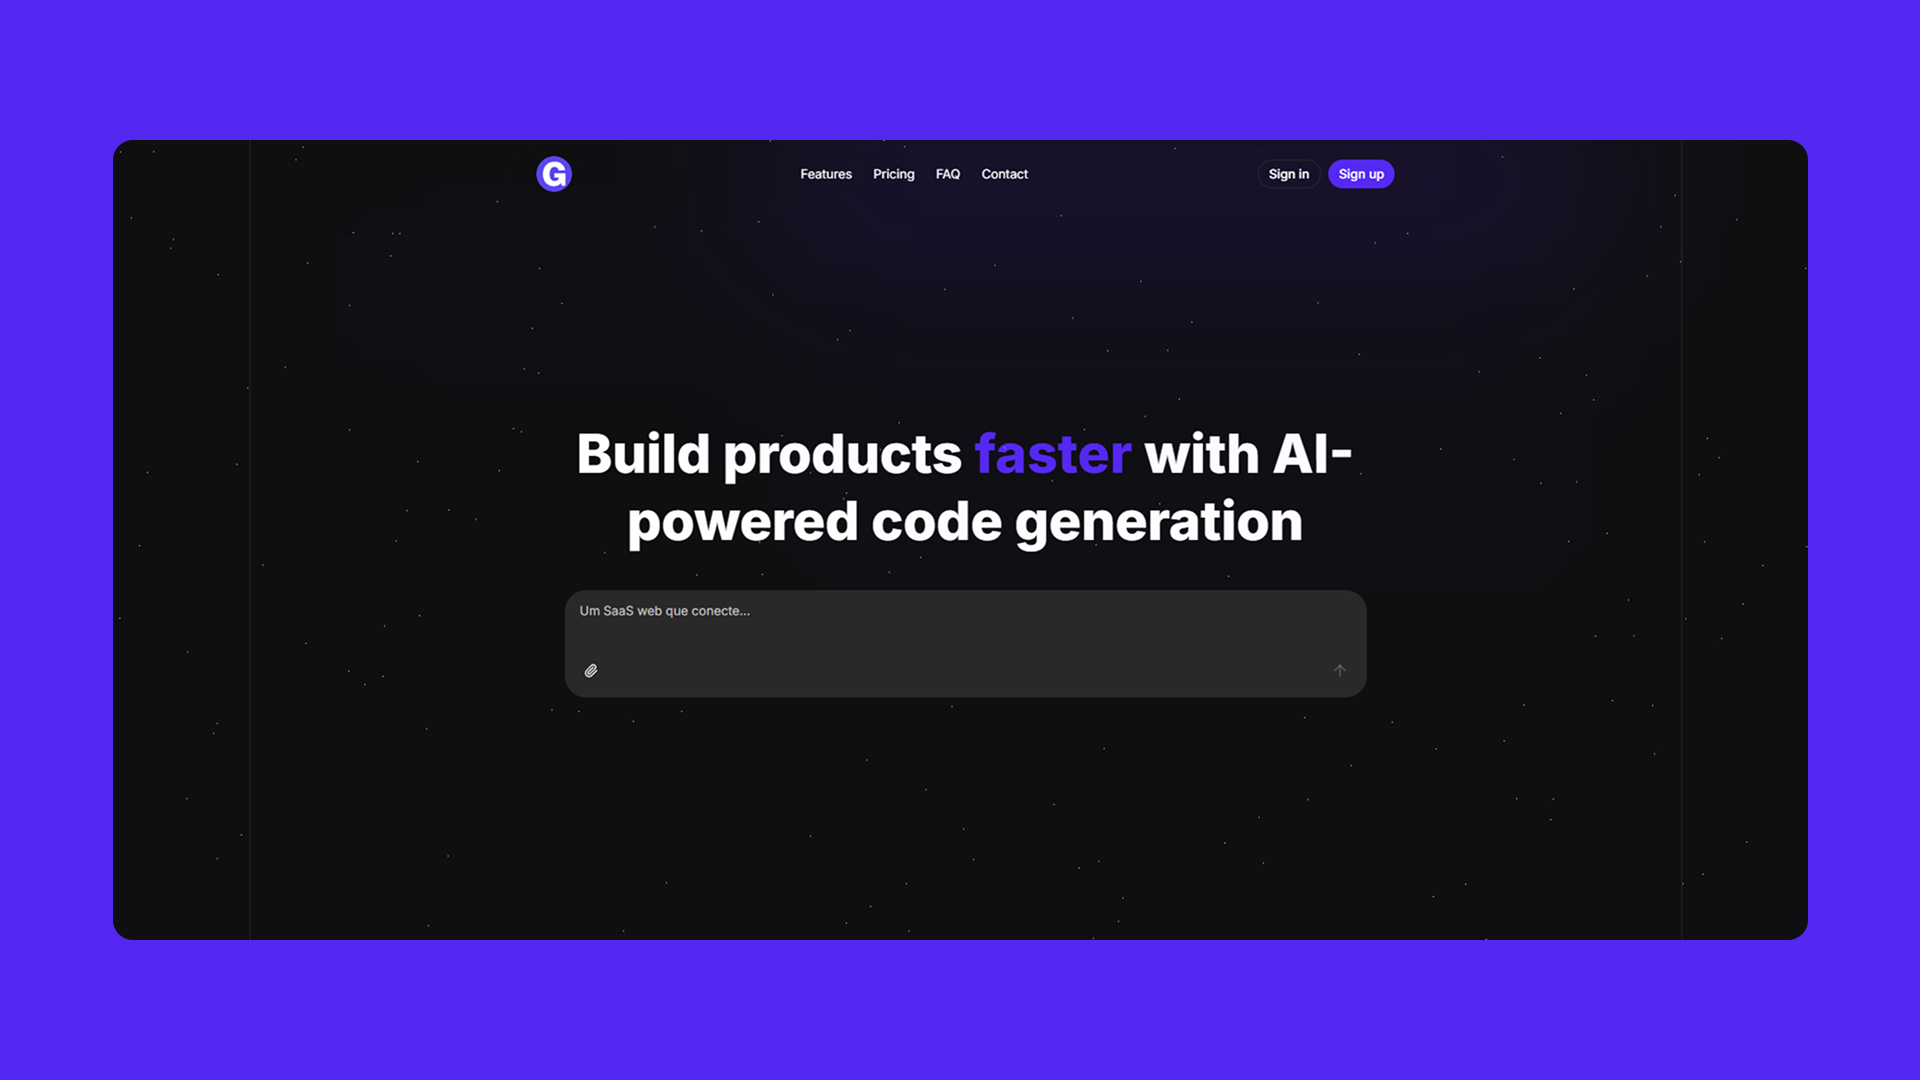 G
Features Pricing FAQ Contact
Sign in Sign up
Build products faster with AI-
powered code generation
Um SaaS web que conecte...